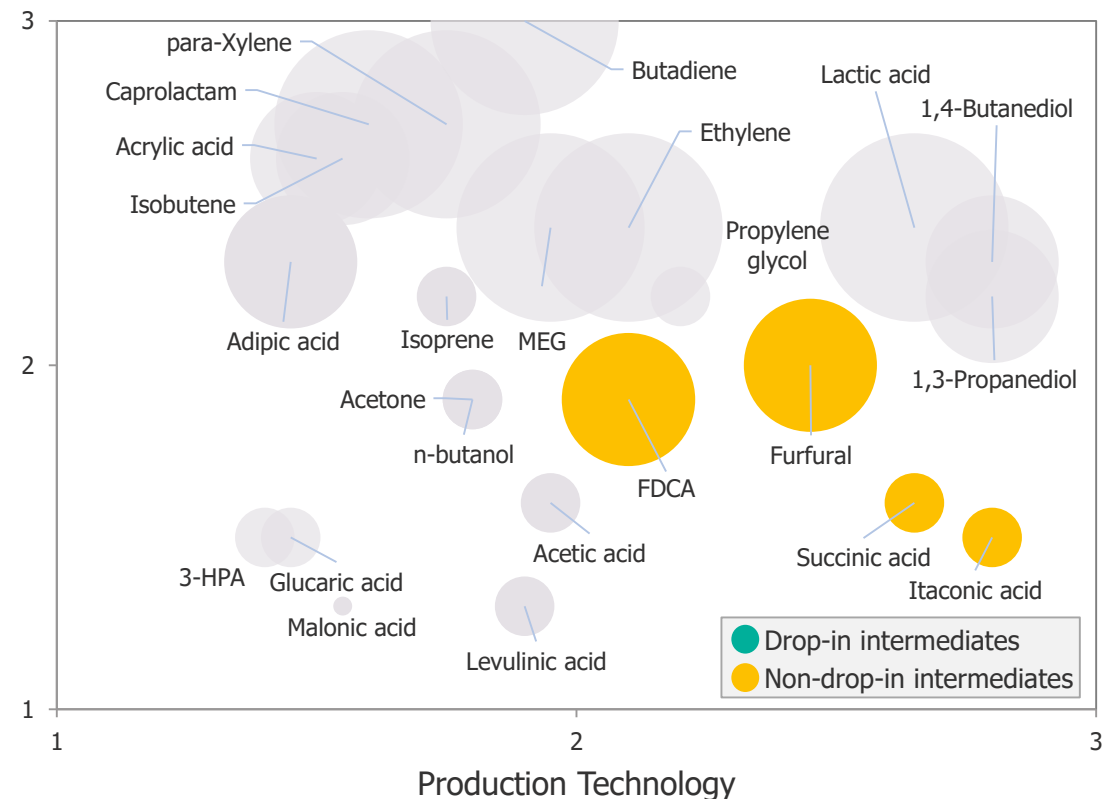 3
para-Xylene
Butadiene
Lactic acid
Caprolactam
1,4-Butanediol
Ethylene
Acrylic acid
Isobutene
Propylene
glycol
Adipic acid
Isoprene
MEG
2
1,3-Propanediol
Acetone
n-butanol
Furfural
FDCA
Acetic acid
Succinic acid
3-HPA
Glucaric acid
Itaconic acid
Malonic acid
Levulinic acid
Drop-in intermediates
Non-drop-in intermediates
1
1
2
3
Production Technology